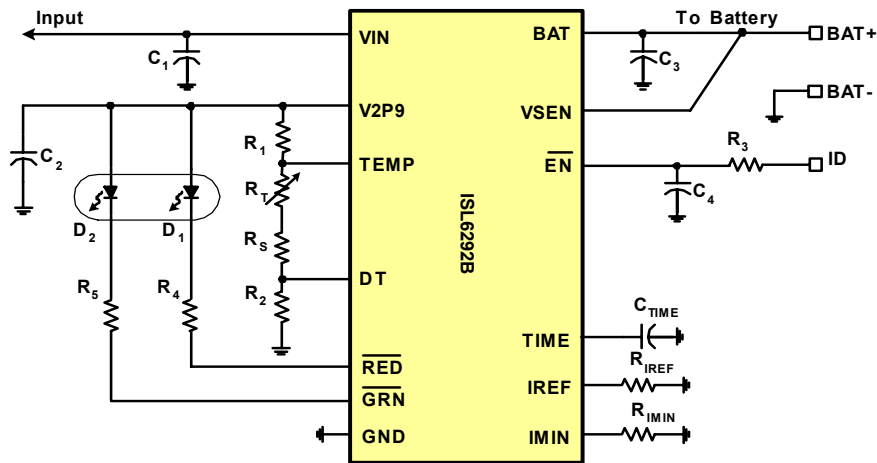 Input
To Battery
VIN
BAT
BAT+
C1
C3
BAT-
V2P9
VSEN
C2
R1
R3
TEMP
EN
ID
RT
C4
D2
D1
RS
ISL6292B
DT
R5
R4
R2
CTIME
TIME
RED
RIREF
IREF
GRN
RIMIN
GND
IMIN